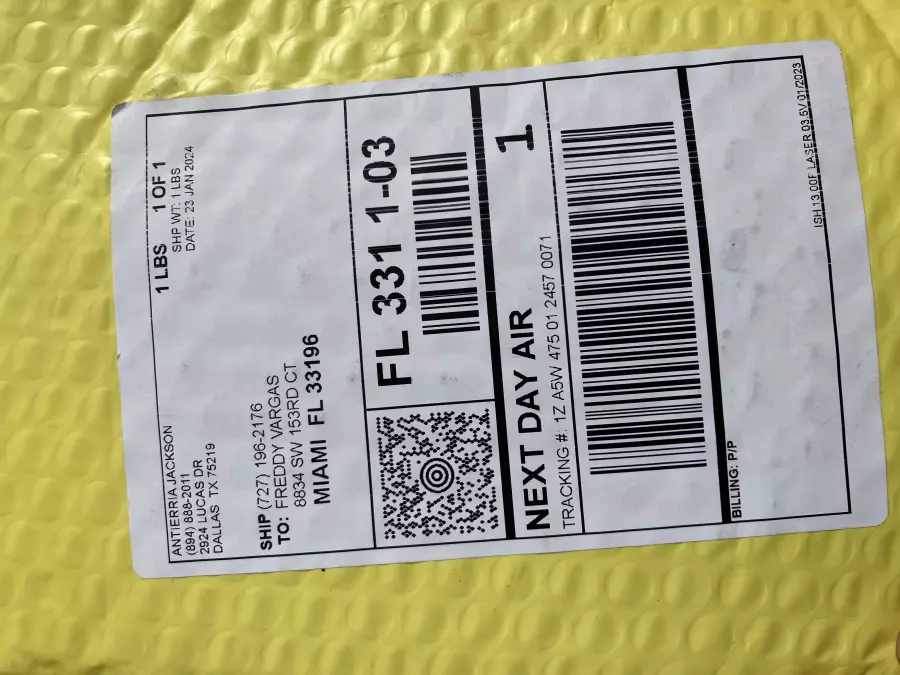 ANTIERRIA JACKSON
(894) 888-2011
2924 LUCAS DR
DALLAS TX 75219
1 LBS 1 OF 1
SHP WT: 1 LBS
DATE: 23 JAN 2024
SHIP (727) 196-2176
TO: FREDDY VARGAS
8834 SW 153RD CT
MIAMI FL 33196
FL 331 1-03
NEXT DAY AIR
TRACKING #: 1Z A5W 475 01 2457 0071
1
BILLING: P/P
ISH 13.00F LASER 03.5V 01/2023